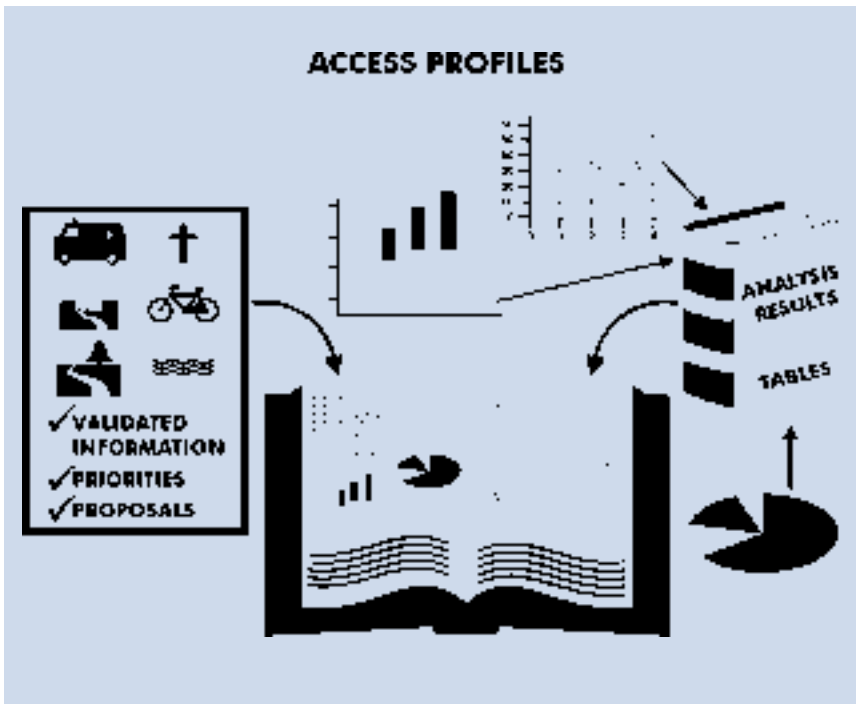 ACCESS PROFILES
✓ VALIDATED
INFORMATION
✓ PRIORITIES
✓ PROPOSALS
ANALYSIS
RESULTS
TABLES